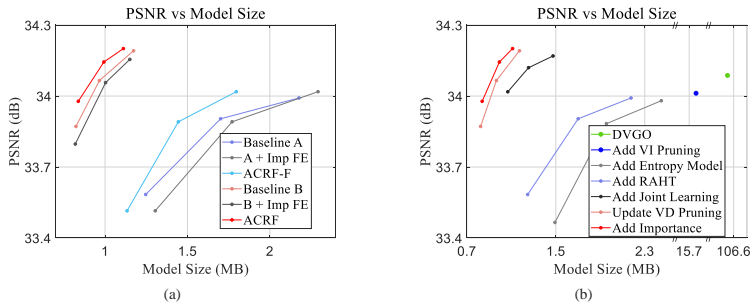 PSNR vs Model Size
34.3
34
33.7
33.4
PSNR (dB)
1
1.5
2
Model Size (MB)
Baseline A
A + Imp FE
ACRF-F
Baseline B
B + Imp FE
ACRF
(a)
PSNR vs Model Size
34.3
34
33.7
33.4
PSNR (dB)
0.7
1.5
2.3
15.7
106.6
Model Size (MB)
DVGO
Add VI Pruning
Add Entropy Model
Add RAHT
Add Joint Learning
Update VD Pruning
Add Importance
(b)